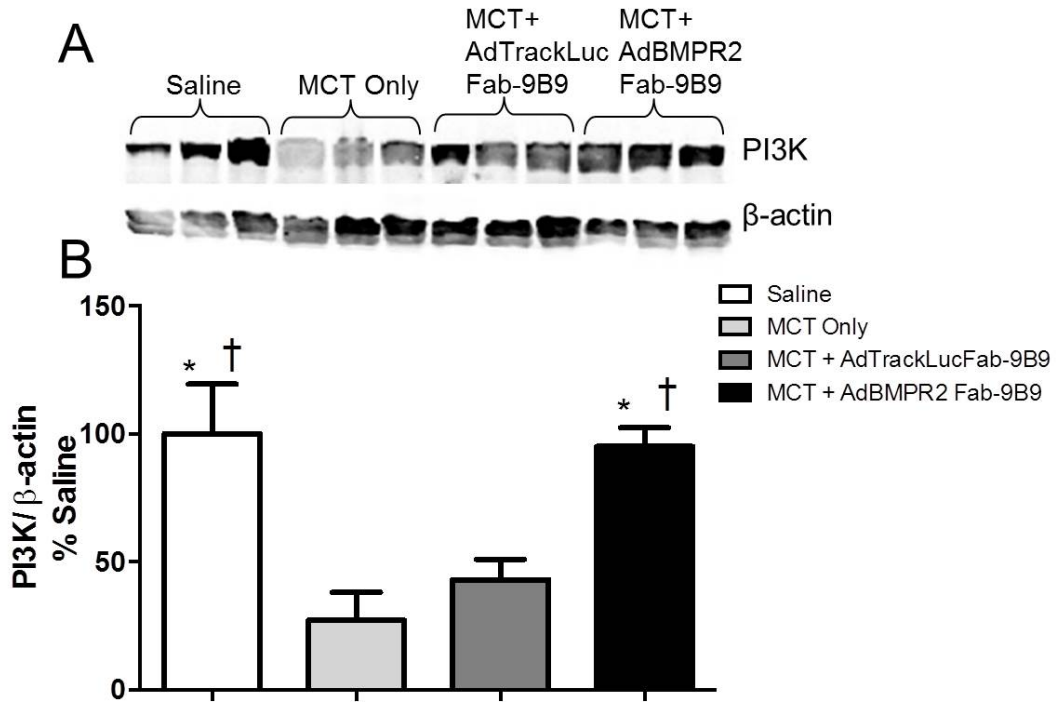 A
Saline
MCT Only
MCT+
AdTrackLuc
Fab-9B9
MCT+
AdBMPR2
Fab-9B9
PI3K
β-actin
B
PI3K/ β-actin
% Saline
150
100
50
0
* †
* †
Saline
MCT Only
MCT + AdTrackLucFab-9B9
MCT + AdBMPR2 Fab-9B9